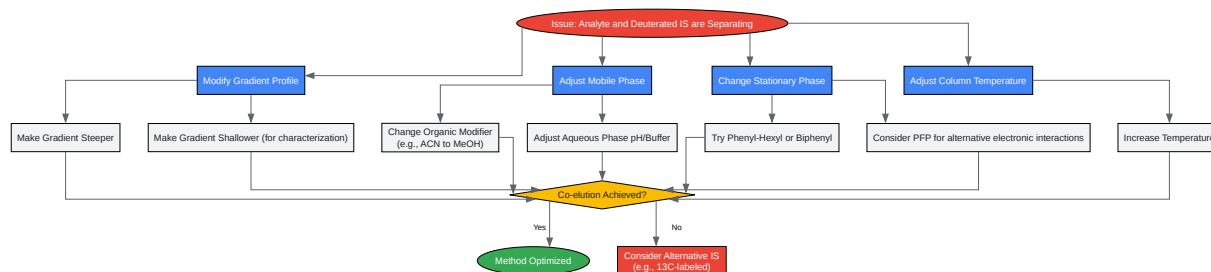 Issue: Analyte and Deuterated IS are Separating
Modify Gradient Profile
Adjust Mobile Phase
Change Stationary Phase
Adjust Column Temperature
Make Gradient Steeper
Make Gradient Shallower (for characterization)
Change Organic Modifier
(e.g., ACN to MeOH)
Adjust Aqueous Phase pH/Buffer
Try Phenyl-Hexyl or Biphenyl
Consider PFP for alternative electronic interactions
Increase Temperature
Co-elution Achieved?
Yes
No
Method Optimized
Consider Alternative IS
(e.g., 13C-labeled)